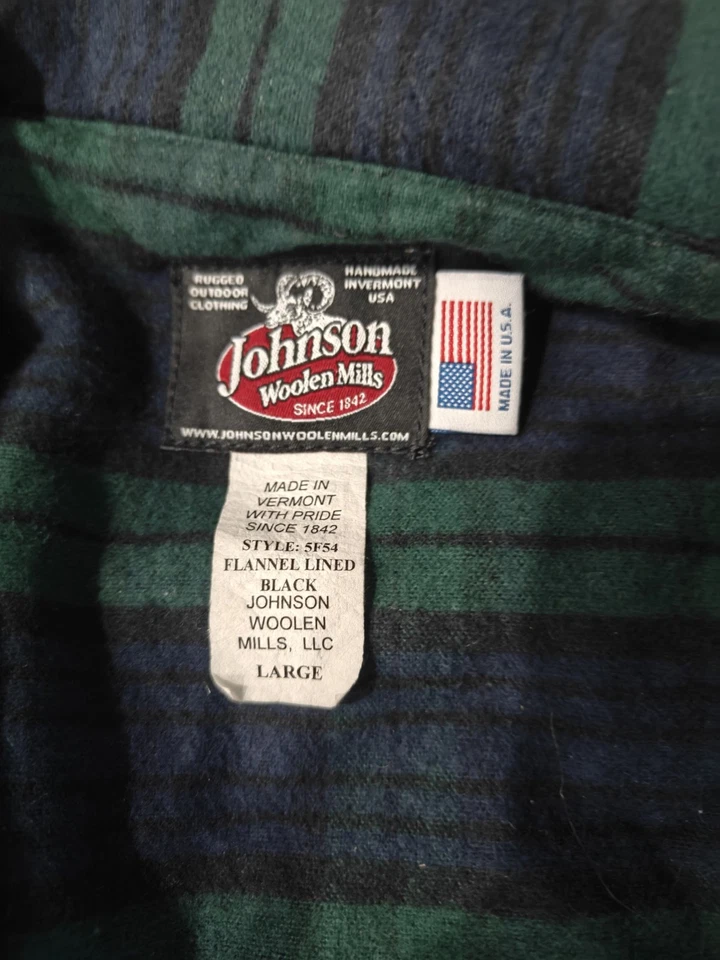 RUGGED
OUTDOOR
CLOTHING
HANDMADE
IN VERMONT
USA
Johnson
Woolen Mills
SINCE 1842
WWW.JOHNSONWOOLENMILLS.COM
MADE IN U.S.A.
MADE IN
VERMONT
WITH PRIDE
SINCE 1842
STYLE: 5F54
FLANNEL LINED
BLACK
JOHNSON
WOOLEN
MILLS, LLC
LARGE